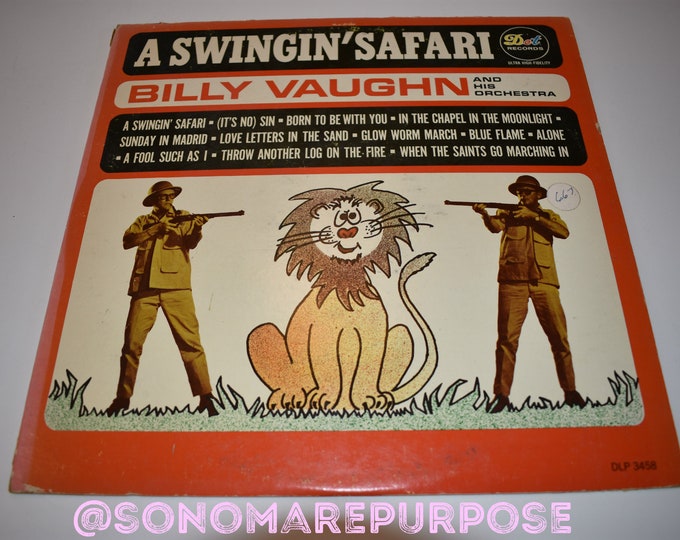 A SWINGIN' SAFARI
Dot
RECORDS
ULTRA HIGH FIDELITY
BILLY VAUGHN AND HIS ORCHESTRA
A SWINGIN' SAFARI • (IT'S NO) SIN • BORN TO BE WITH YOU • IN THE CHAPEL IN THE MOONLIGHT •
SUNDAY IN MADRID • LOVE LETTERS IN THE SAND • GLOW WORM MARCH • BLUE FLAME • ALONE
• A FOOL SUCH AS I • THROW ANOTHER LOG ON THE FIRE • WHEN THE SAINTS GO MARCHING IN
DLP 3458
@SONOMAREPURPOSE